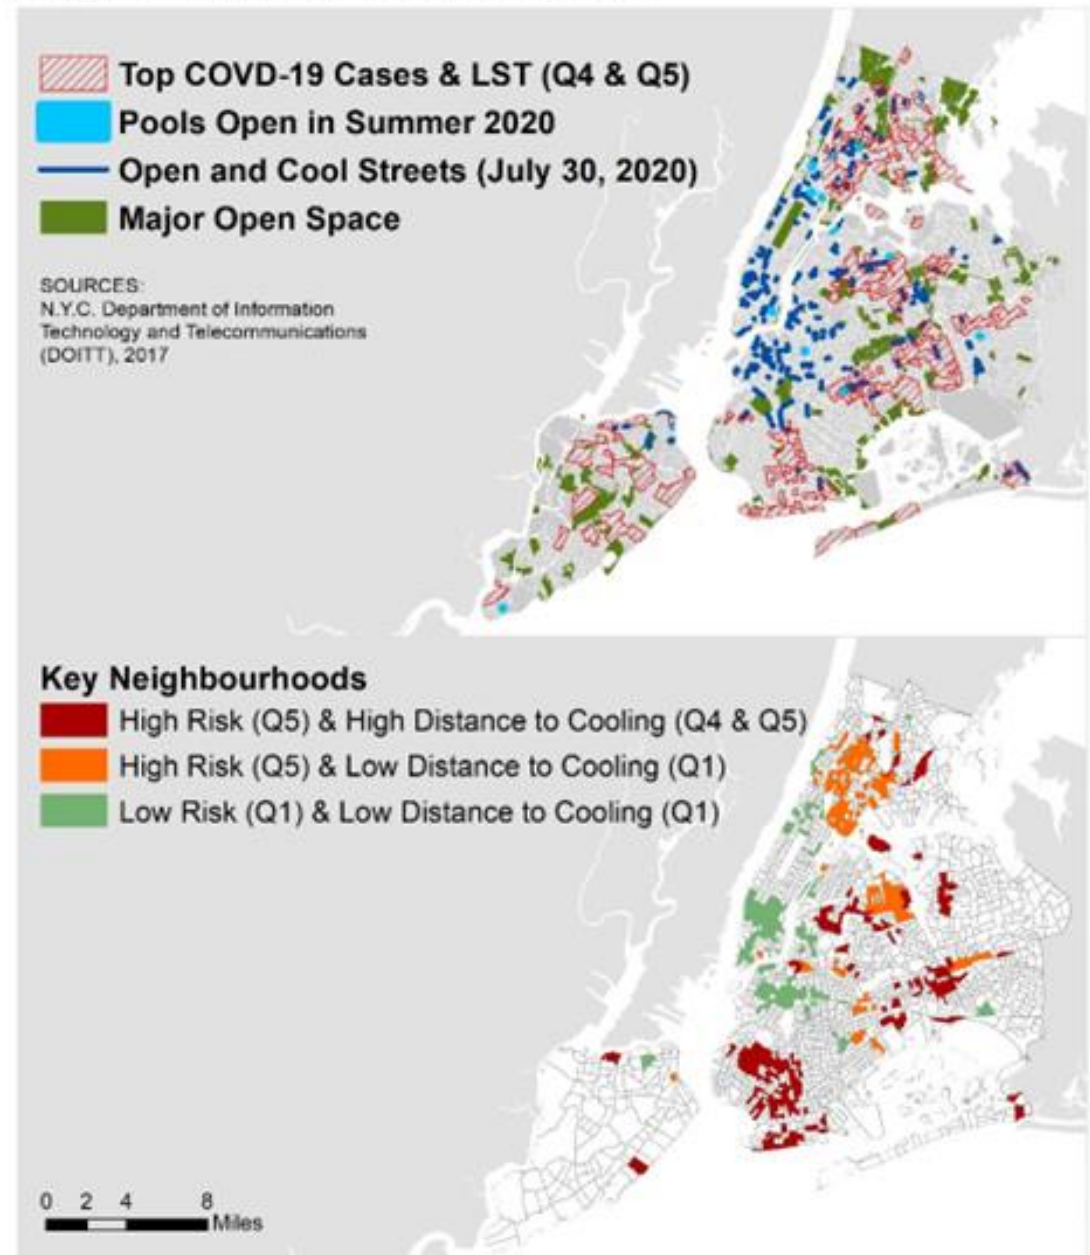 Top COVD-19 Cases & LST (Q4 & Q5)
Pools Open in Summer 2020
Open and Cool Streets (July 30, 2020)
Major Open Space
SOURCES:
N.Y.C. Department of Information
Technology and Telecommunications
(DOITT), 2017
Key Neighbourhoods
High Risk (Q5) & High Distance to Cooling (Q4 & Q5)
High Risk (Q5) & Low Distance to Cooling (Q1)
Low Risk (Q1) & Low Distance to Cooling (Q1)
0 2 4 8
Miles